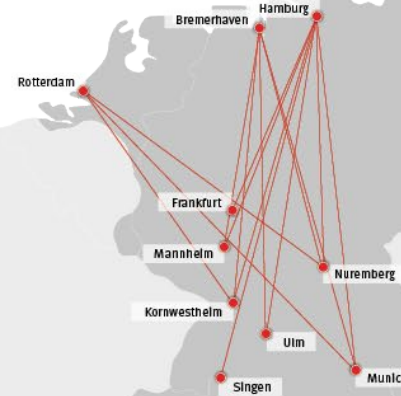 Hamburg
Bremerhaven
Rotterdam
Frankfurt
Mannheim
Nuremberg
Kornwestheim
Ulm
Munic
Singen